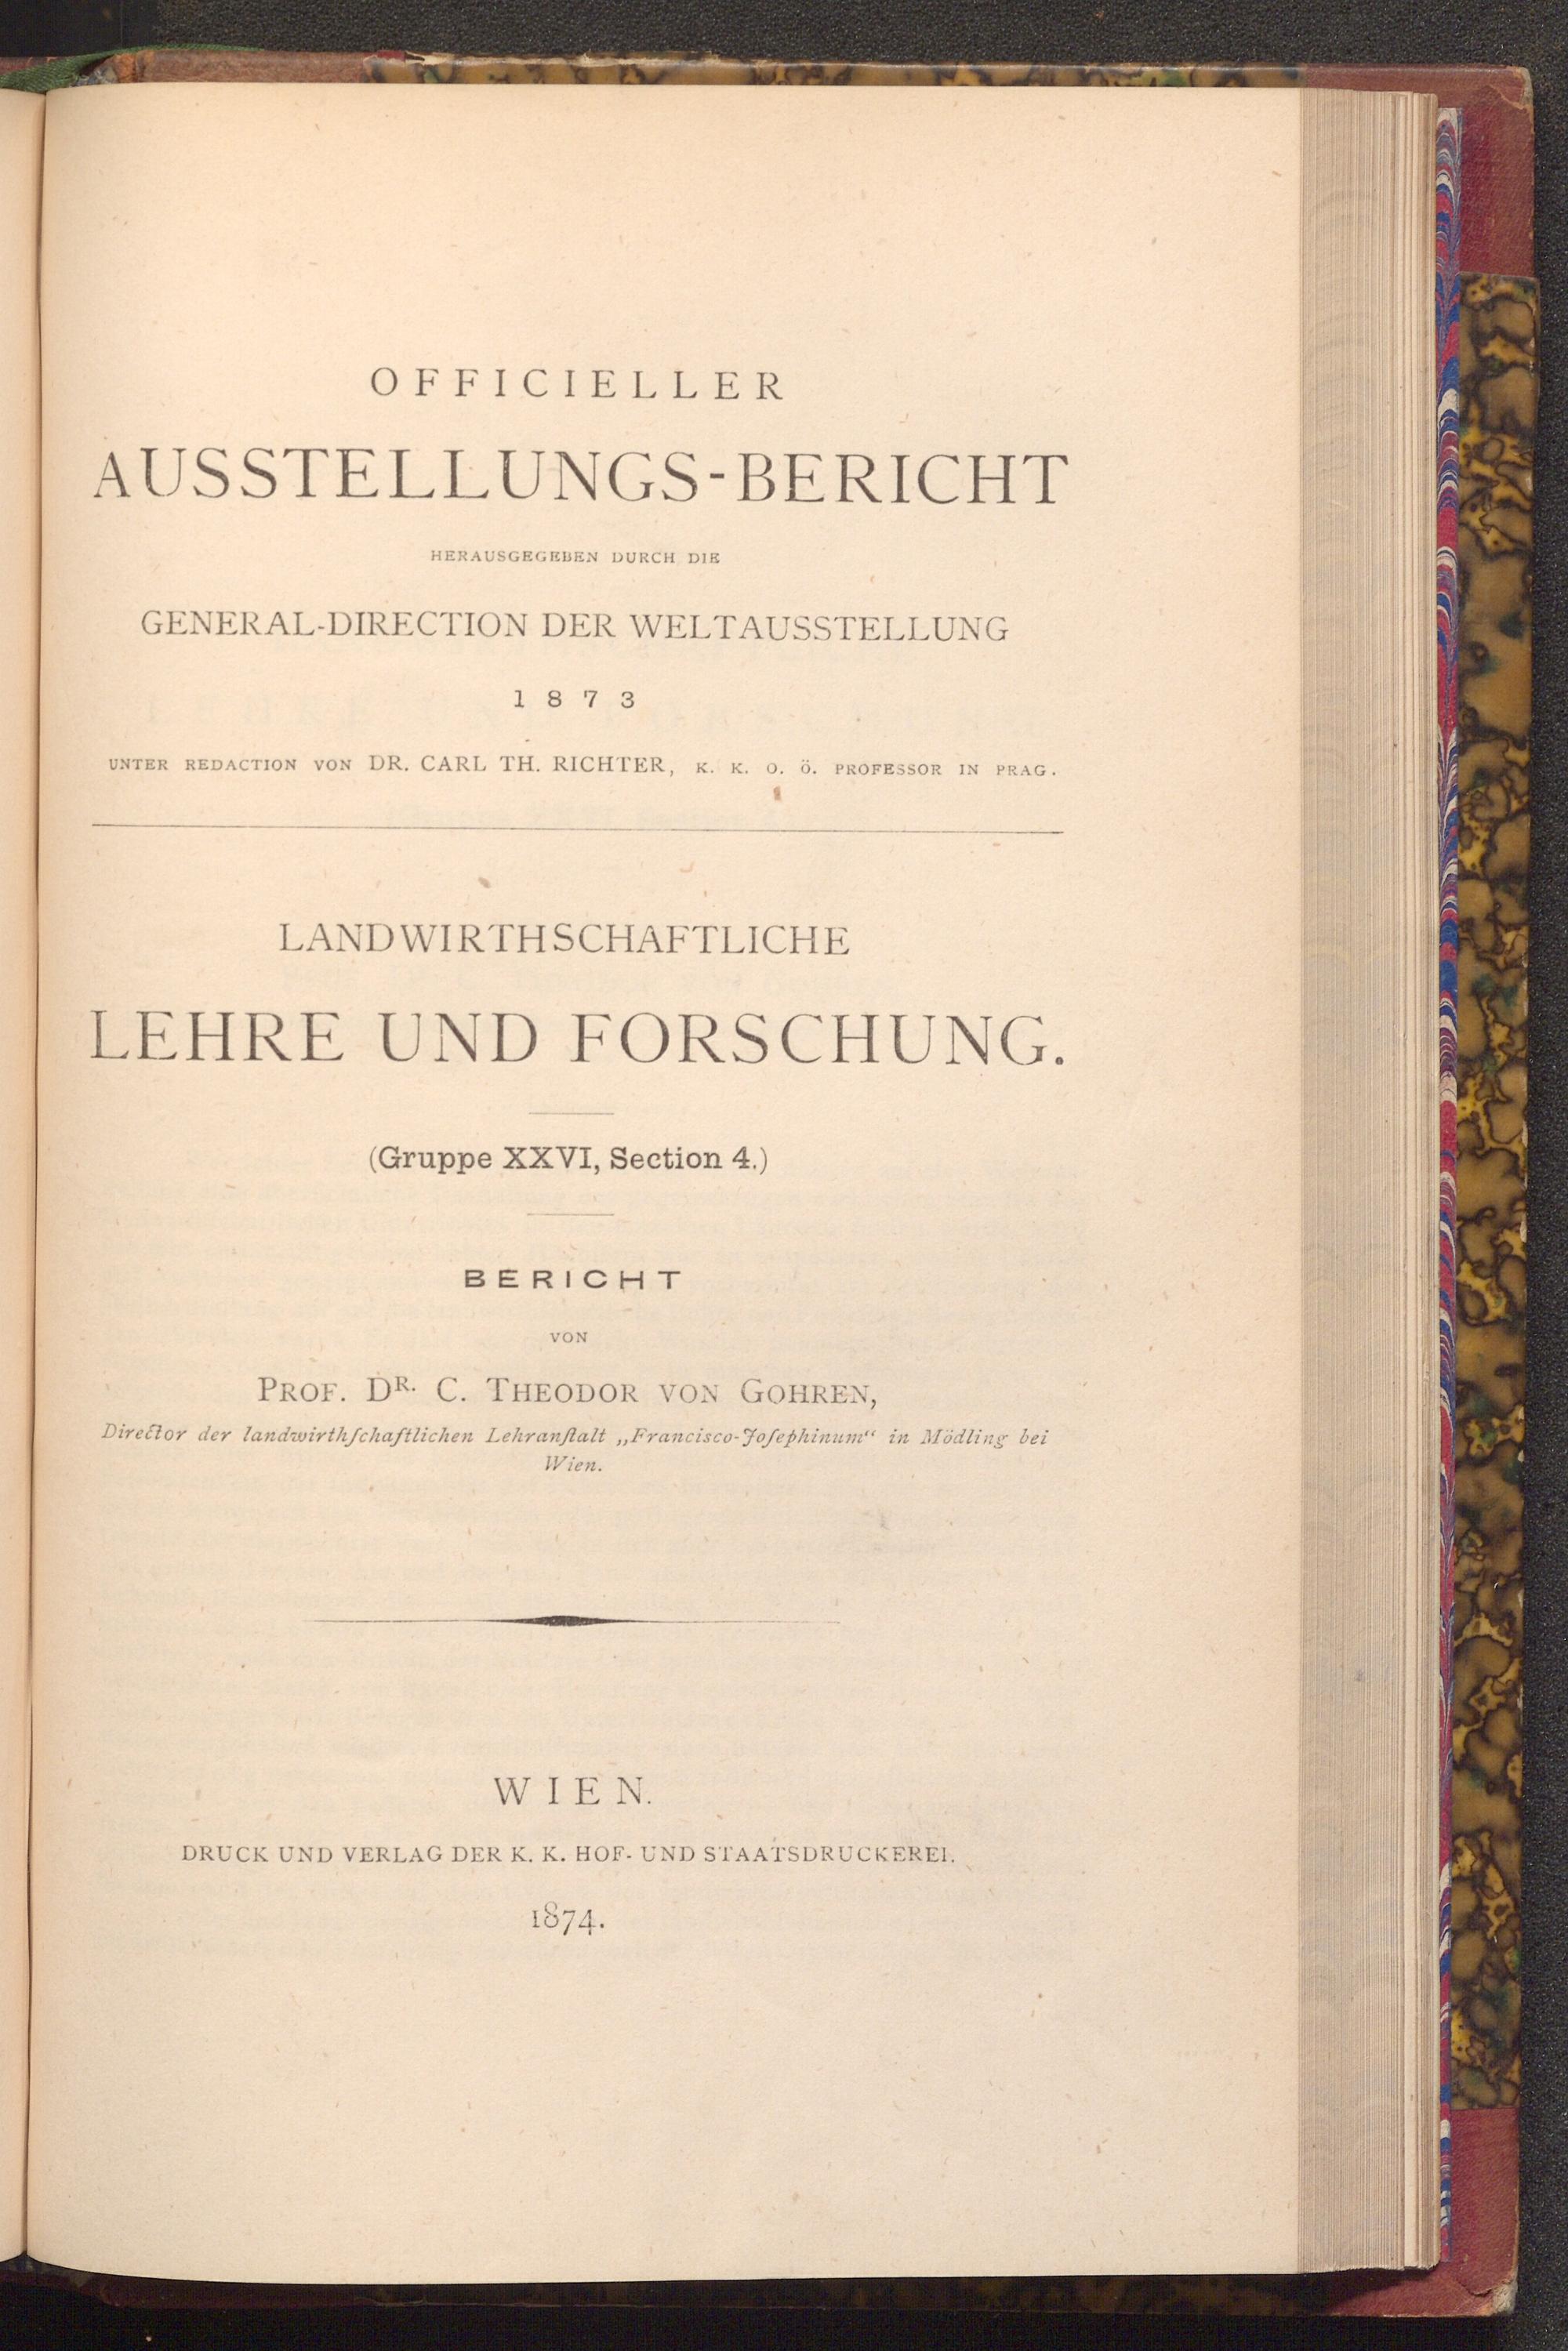 OFFICIELLER
AUSSTELLUNGS-BERICHT
HERAUSGEGEBEN DURCH DIE
GENERAL-DIRECTION DER WELTAUSSTELLUNG
1873
UNTER REDACTION VON DR. CARL TH. RICHTER, K. K. O. Ö. PROFESSOR IN PRAG.
LANDWIRTHSCHAFTLICHE
LEHRE UND FORSCHUNG.
(Gruppe XXVI, Section 4.)
BERICHT
VON
PROF. DR. C. THEODOR VON GOHREN,
Director der landwirthſchaftlichen Lehranſtalt „Francisco-Joſephinum“ in Mödling bei
Wien.
WIEN.
DRUCK UND VERLAG DER K. K. HOF- UND STAATSDRUCKEREI.
1874.